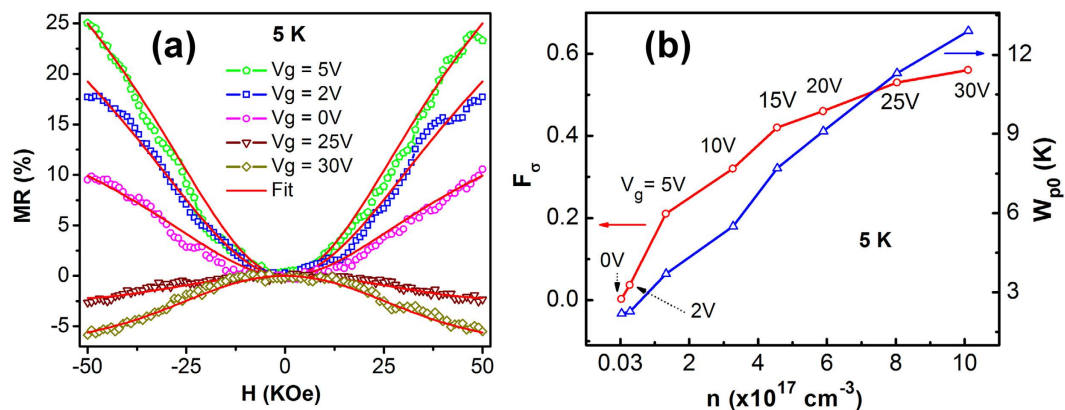 (a)
5 K
Vg = 5V
Vg = 2V
Vg = 0V
Vg = 25V
Vg = 30V
Fit
MR (%)
25
20
15
10
5
0
-5
-50
-25
0
25
50
H (KOe)
(b)
0.6
0.4
0.2
0.0
Fσ
12
9
6
3
Wp0 (K)
0V
2V
Vg= 5V
10V
15V
20V
25V
30V
5 K
0.03
2
4
6
8
10
n (x10^17 cm^-3)